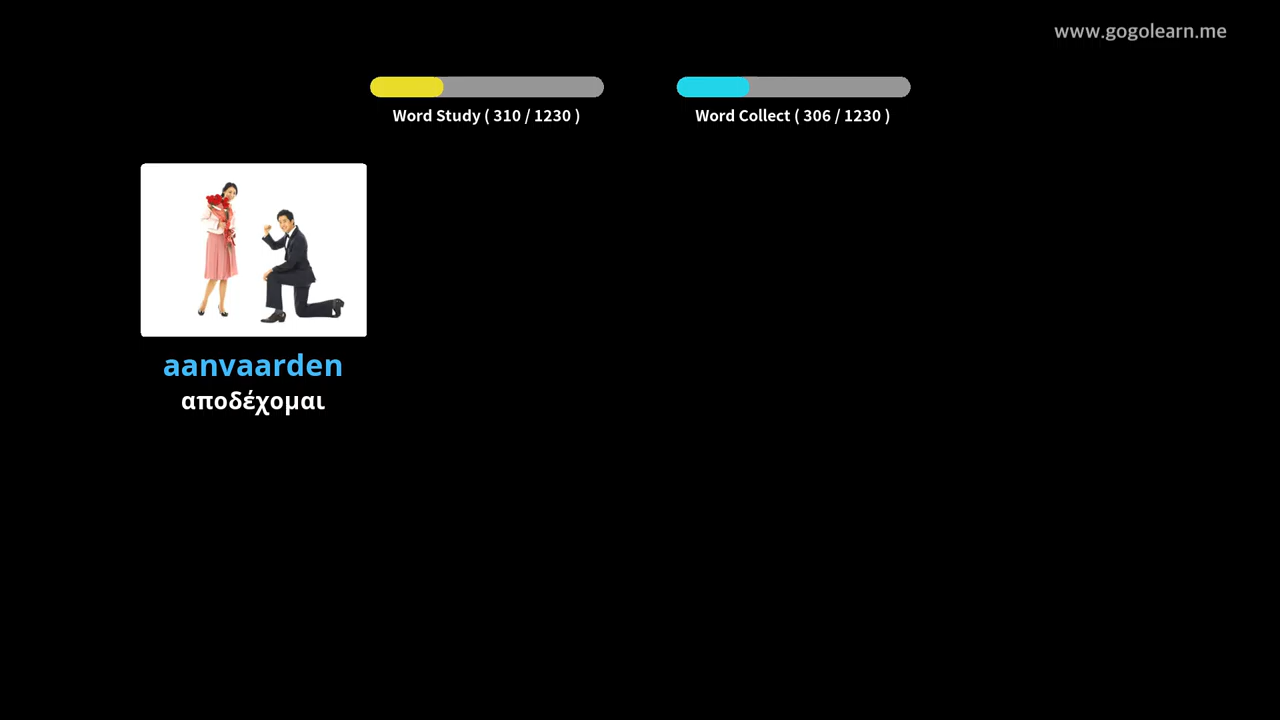 www.gogolearn.me
Word Study ( 310 / 1230 )
Word Collect ( 306 / 1230 )
aanvaarden
αποδέχομαι